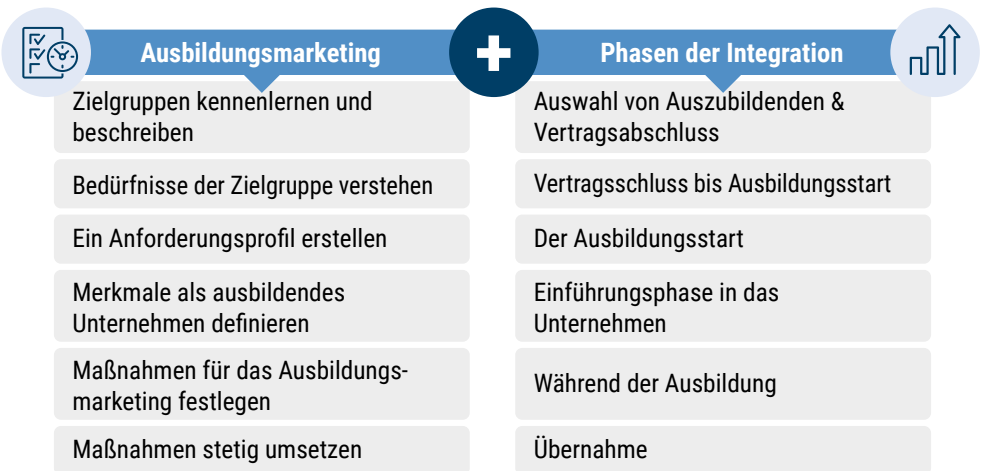 Ausbildungsmarketing
Zielgruppen kennenlernen und
beschreiben
Bedürfnisse der Zielgruppe verstehen
Ein Anforderungsprofil erstellen
Merkmale als ausbildendes
Unternehmen definieren
Maßnahmen für das Ausbildungs-
marketing festlegen
Maßnahmen stetig umsetzen
Phasen der Integration
Auswahl von Auszubildenden &
Vertragsabschluss
Vertragsschluss bis Ausbildungsstart
Der Ausbildungsstart
Einführungsphase in das
Unternehmen
Während der Ausbildung
Übernahme